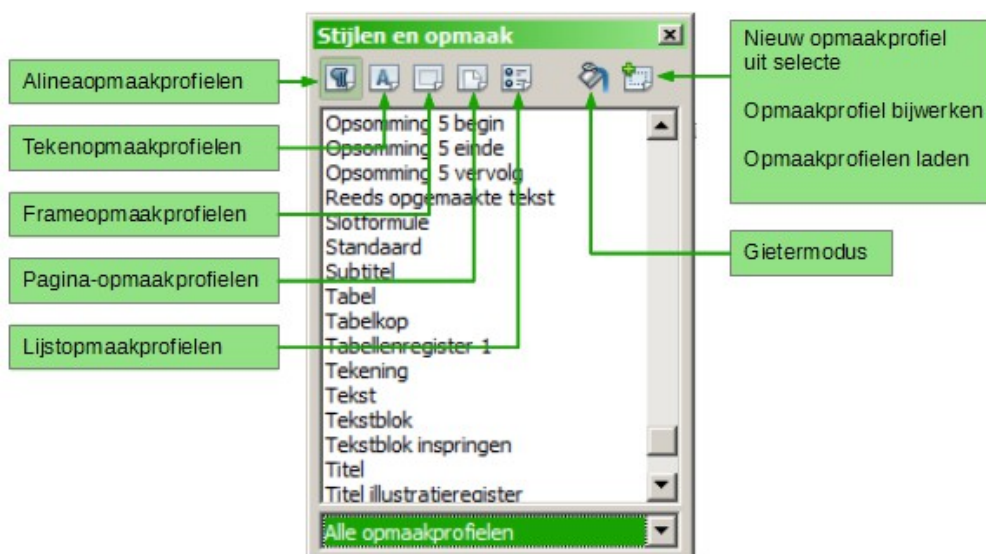 Stijlen en opmaak
Alineaopmaakprofielen
Tekenopmaakprofielen
Frameopmaakprofielen
Pagina-opmaakprofielen
Lijstopmaakprofielen
Opsomming 5 begin
Opsomming 5 einde
Opsomming 5 vervolg
Reeds opgemaakte tekst
Slotformule
Standaard
Subtitel
Tabel
Tabelkop
Tabellenregister 1
Tekening
Tekst
Tekstblok
Tekstblok inspringen
Titel
Titel illustratieregister
Alle opmaakprofielen
Nieuw opmaakprofiel
uit selecte
Opmaakprofiel bijwerken
Opmaakprofielen laden
Gietermodus